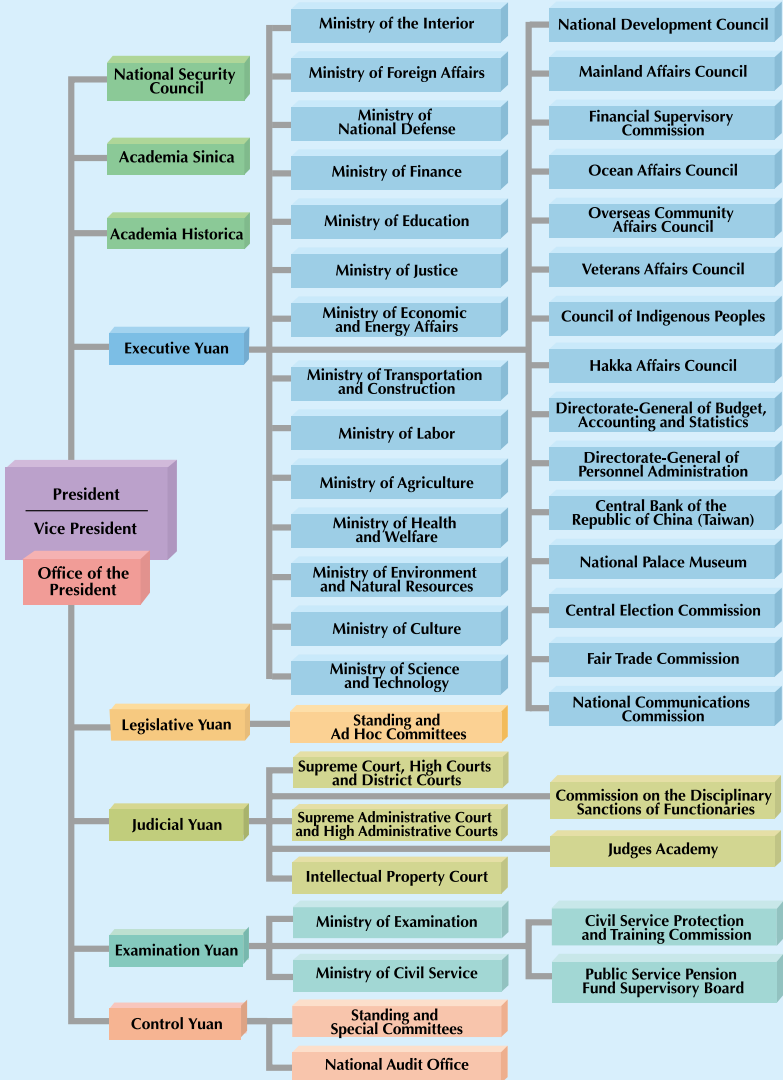 National Security
Council
Academia Sinica
Academia Historica
Executive Yuan
President
Vice President
Office of the
President
Legislative Yuan
Judicial Yuan
Examination Yuan
Control Yuan
Ministry of the Interior
Ministry of Foreign Affairs
Ministry of
National Defense
Ministry of Finance
Ministry of Education
Ministry of Justice
Ministry of Economic
and Energy Affairs
Ministry of Transportation
and Construction
Ministry of Labor
Ministry of Agriculture
Ministry of Health
and Welfare
Ministry of Environment
and Natural Resources
Ministry of Culture
Ministry of Science
and Technology
Standing and
Ad Hoc Committees
Supreme Court, High Courts
and District Courts
Supreme Administrative Court
and High Administrative Courts
Intellectual Property Court
Ministry of Examination
Ministry of Civil Service
Standing and
Special Committees
National Audit Office
National Development Council
Mainland Affairs Council
Financial Supervisory
Commission
Ocean Affairs Council
Overseas Community
Affairs Council
Veterans Affairs Council
Council of Indigenous Peoples
Hakka Affairs Council
Directorate-General of Budget,
Accounting and Statistics
Directorate-General of
Personnel Administration
Central Bank of the
Republic of China (Taiwan)
National Palace Museum
Central Election Commission
Fair Trade Commission
National Communications
Commission
Commission on the Disciplinary
Sanctions of Functionaries
Judges Academy
Civil Service Protection
and Training Commission
Public Service Pension
Fund Supervisory Board